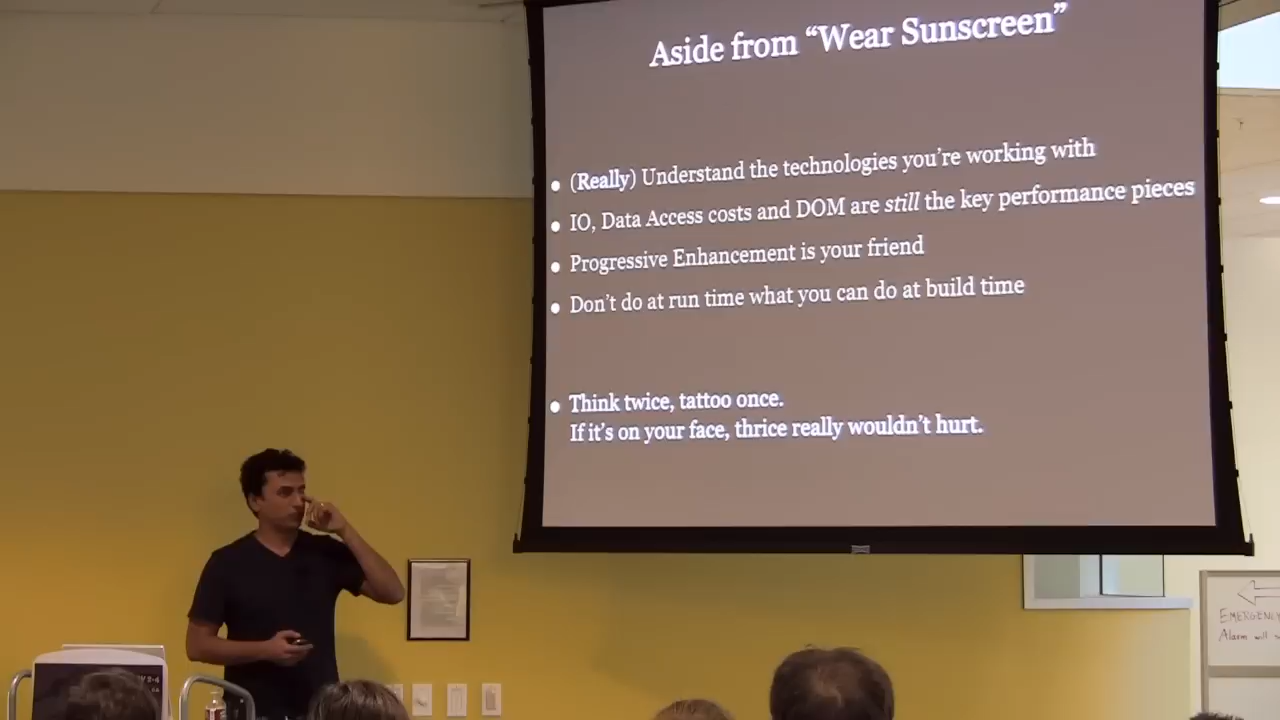 Aside from “Wear Sunscreen”
(Really) Understand the technologies you’re working with
IO, Data Access costs and DOM are still the key performance pieces
Progressive Enhancement is your friend
Don’t do at run time what you can do at build time
Think twice, tattoo once.
If it’s on your face, thrice really wouldn’t hurt.
EMERGENCY
Alarm will